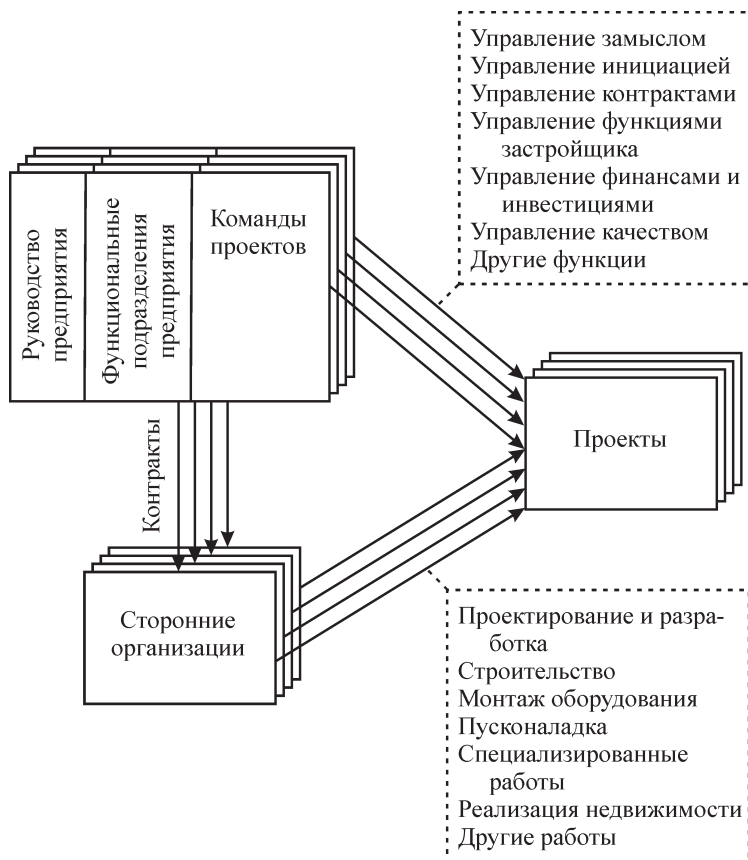 Управление замыслом
Управление инициацией
Управление контрактами
Управление функциями
застройщика
Управление финансами и
инвестициями
Управление качеством
Другие функции
Руководство
предприятия
Функциональные
подразделения
предприятия
Команды
проектов
Проекты
Контракты
Сторонние
организации
Проектирование и разра-
ботка
Строительство
Монтаж оборудования
Пусконаладка
Специализированные
работы
Реализация недвижимости
Другие работы